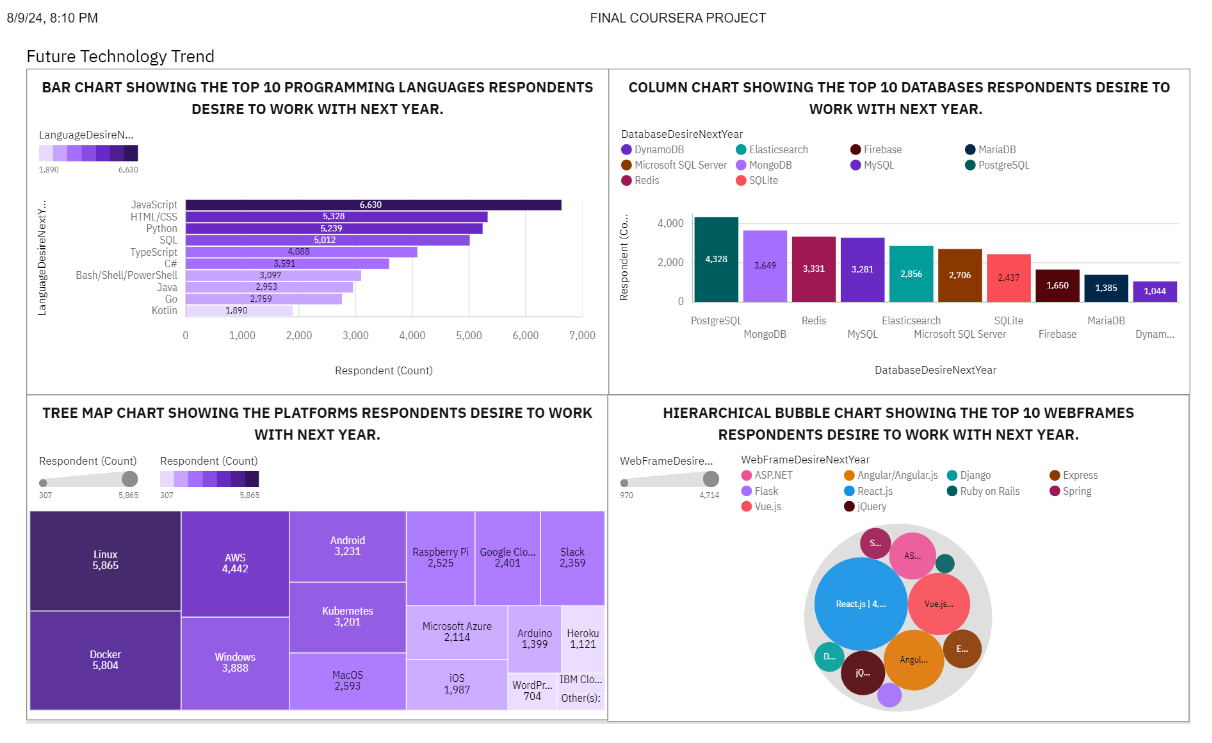 8/9/24, 8:10 PM
FINAL COURSERA PROJECT
Future Technology Trend
BAR CHART SHOWING THE TOP 10 PROGRAMMING LANGUAGES RESPONDENTS
DESIRE TO WORK WITH NEXT YEAR.
LanguageDesireN...
1,890 6,630
LanguageDesireNextY...
JavaScript 6,630
HTML/CSS 5,328
Python 5,239
SQL 5,012
TypeScript 4,088
C# 3,591
Bash/Shell/PowerShell 3,097
Java 2,953
Go 2,759
Kotlin 1,890
0 1,000 2,000 3,000 4,000 5,000 6,000 7,000
Respondent (Count)
COLUMN CHART SHOWING THE TOP 10 DATABASES RESPONDENTS DESIRE TO
WORK WITH NEXT YEAR.
DatabaseDesireNextYear
DynamoDB Elasticsearch Firebase MariaDB
Microsoft SQL Server MongoDB MySQL PostgreSQL
Redis SQLite
Respondent (Co...
4,000
2,000
0
4,328 3,649 3,331 3,281 2,856 2,706 2,437 1,650 1,385 1,044
PostgreSQL Redis Elasticsearch SQLite MariaDB
MongoDB MySQL Microsoft SQL Server Firebase Dynam...
DatabaseDesireNextYear
TREE MAP CHART SHOWING THE PLATFORMS RESPONDENTS DESIRE TO WORK
WITH NEXT YEAR.
Respondent (Count) Respondent (Count)
307 5,865 307 5,865
Linux
5,865
Docker
5,804
AWS
4,442
Windows
3,888
Android
3,231
Kubernetes
3,201
MacOS
2,593
Raspberry Pi
2,525
Google Clo...
2,401
Slack
2,359
Microsoft Azure
2,114
iOS
1,987
Arduino
1,399
Heroku
1,121
WordPr...
704
IBM Clo...
Other(s):
HIERARCHICAL BUBBLE CHART SHOWING THE TOP 10 WEBFRAMES
RESPONDENTS DESIRE TO WORK WITH NEXT YEAR.
WebFrameDesire...
970 4,714
WebFrameDesireNextYear
ASP.NET Angular/Angular.js Django Express
Flask React.js Ruby on Rails Spring
Vue.js jQuery
S...
AS...
React.js | 4,...
Vue.js...
E...
Angul...
D...
jQ...